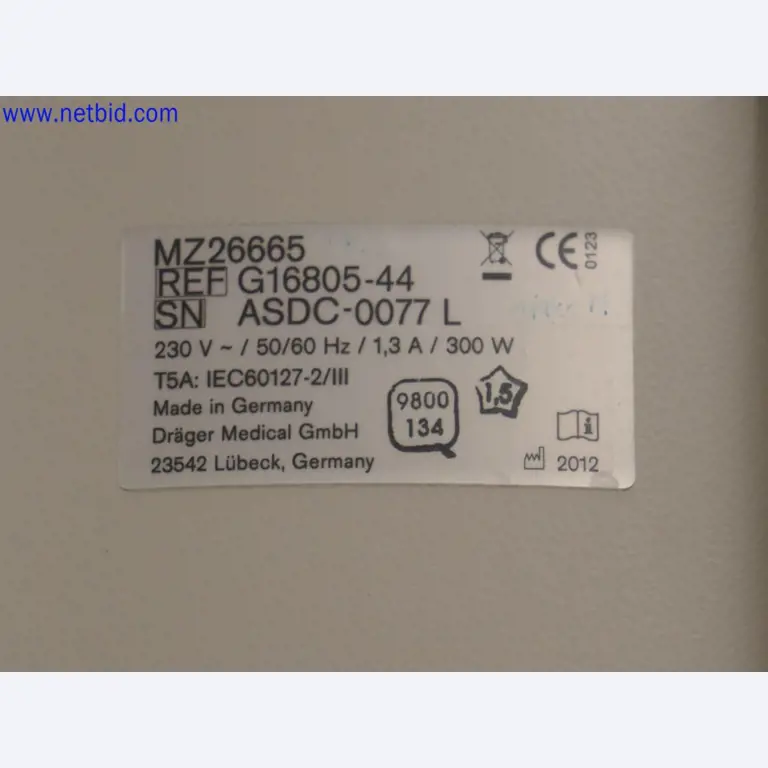 www.netbid.com
MZ26665
REF G16805-44
SN ASDC-0077 L
230 V ~ / 50/60 Hz / 1,3 A / 300 W
T5A: IEC60127-2/III
Made in Germany
Dräger Medical GmbH
23542 Lübeck, Germany
9800
134
1,5
CE 0123
i
2012